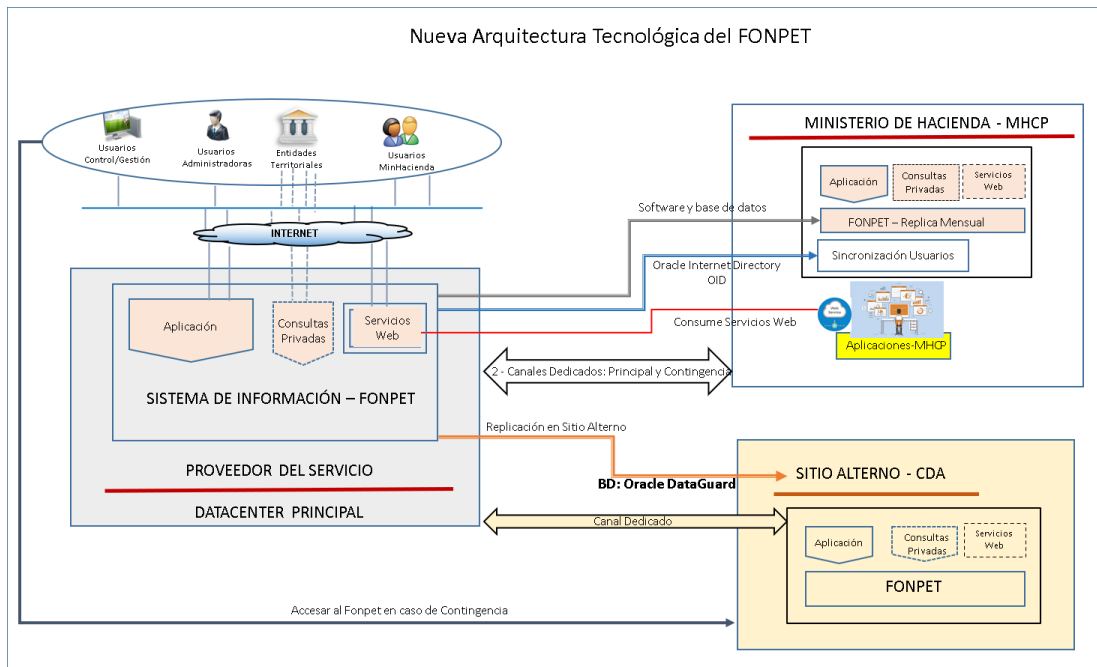 Nueva Arquitectura Tecnológica del FONPET
Usuarios
Control/Gestión
Usuarios
Administradoras
Entidades
Territoriales
Usuarios
MinHacienda
INTERNET
Aplicación
Consultas
Privadas
Servicios
Web
SISTEMA DE INFORMACIÓN – FONPET
PROVEEDOR DEL SERVICIO
DATACENTER PRINCIPAL
Software y base de datos
Oracle Internet Directory
OID
Consume Servicios Web
2 - Canales Dedicados: Principal y Contingencia
Replicación en Sitio Alterno
BD: Oracle DataGuard
Canal Dedicado
Accesar al Fonpet en caso de Contingencia
MINISTERIO DE HACIENDA - MHCP
Aplicación
Consultas
Privadas
Servicios
Web
FONPET – Replica Mensual
Sincronización Usuarios
Aplicaciones-MHCP
SITIO ALTERNO - CDA
Aplicación
Consultas
Privadas
Servicios
Web
FONPET